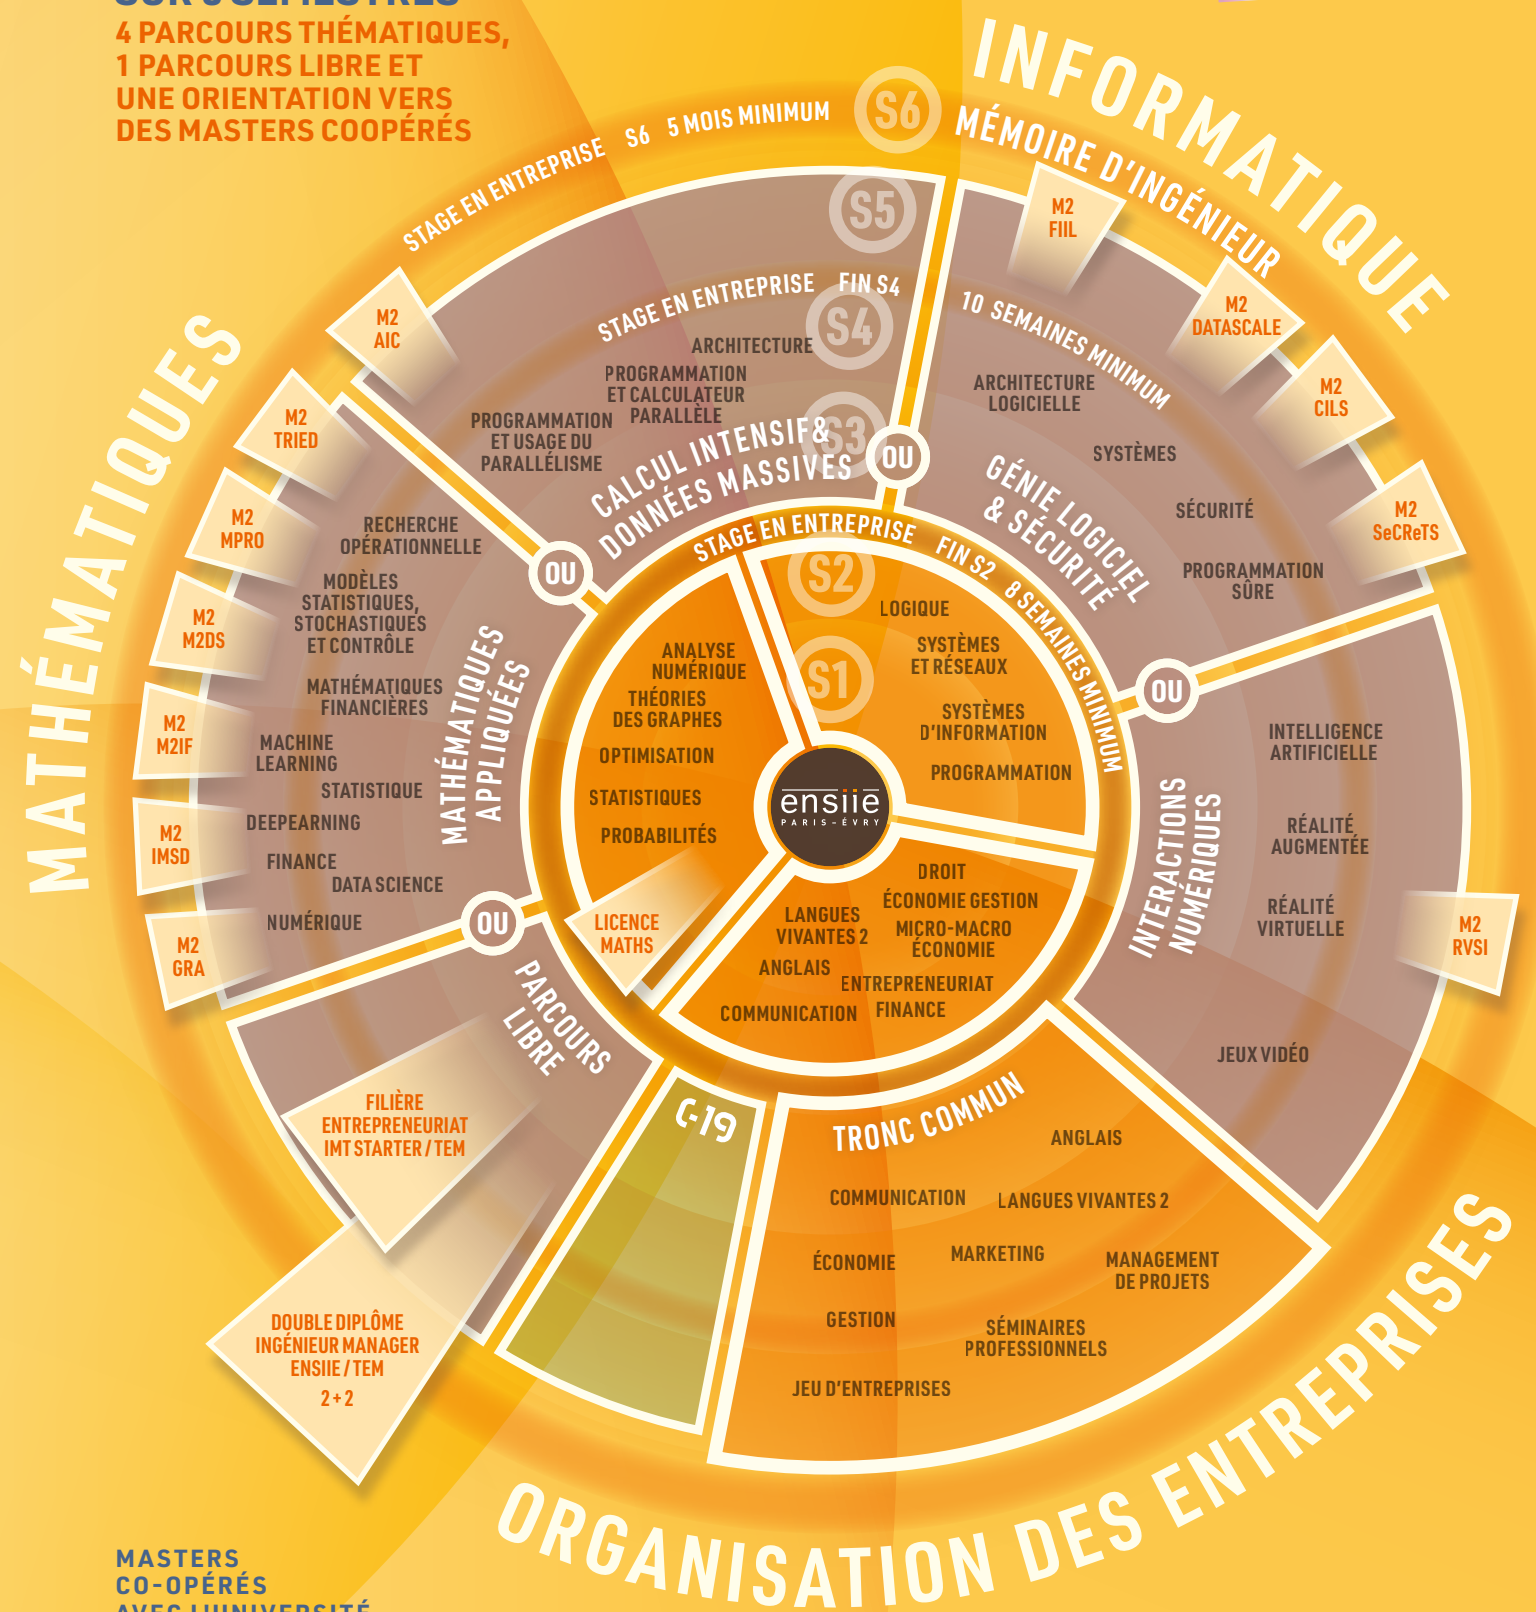 SUR 6 SEMESTRES
4 PARCOURS THÉMATIQUES,
1 PARCOURS LIBRE ET
UNE ORIENTATION VERS
DES MASTERS COOPÉRÉS
INFORMATIQUE
MATHÉMATIQUES
ORGANISATION DES ENTREPRISES
STAGE EN ENTREPRISE S6 5 MOIS MINIMUM
S6
MÉMOIRE D'INGÉNIEUR
S5
STAGE EN ENTREPRISE FIN S4
10 SEMAINES MINIMUM
S4
S3
ARCHITECTURE
PROGRAMMATION
ET CALCULATEUR
PARALLÈLE
PROGRAMMATION
ET USAGE DU
PARALLÉLISME
CALCUL INTENSIF &
DONNÉES MASSIVES
OU
M2
FIIL
M2
DATASCALE
M2
CILS
M2
SeCReTS
ARCHITECTURE
LOGICIELLE
SYSTÈMES
SÉCURITÉ
PROGRAMMATION
SÛRE
GÉNIE LOGICIEL
& SÉCURITÉ
OU
INTELLIGENCE
ARTIFICIELLE
RÉALITÉ
AUGMENTÉE
RÉALITÉ
VIRTUELLE
JEUX VIDÉO
INTERACTIONS
NUMÉRIQUES
M2
RVSI
M2
AIC
M2
TRIED
M2
MPRO
M2
M2DS
M2
M2IF
M2
IMSD
M2
GRA
OU
RECHERCHE
OPÉRATIONNELLE
MODÈLES
STATISTIQUES,
STOCHASTIQUES
ET CONTRÔLE
MATHÉMATIQUES
FINANCIÈRES
MACHINE
LEARNING
STATISTIQUE
DEEPEARNING
FINANCE
DATA SCIENCE
NUMÉRIQUE
MATHÉMATIQUES
APPLIQUÉES
OU
STAGE EN ENTREPRISE FIN S2 8 SEMAINES MINIMUM
S2
S1
LOGIQUE
SYSTÈMES
ET RÉSEAUX
SYSTÈMES
D'INFORMATION
PROGRAMMATION
ANALYSE
NUMÉRIQUE
THÉORIES
DES GRAPHES
OPTIMISATION
STATISTIQUES
PROBABILITÉS
LICENCE
MATHS
ensiie
PARIS-ÉVRY
DROIT
ÉCONOMIE GESTION
LANGUES
VIVANTES 2
MICRO-MACRO
ÉCONOMIE
ANGLAIS
ENTREPRENEURIAT
COMMUNICATION
FINANCE
PARCOURS
LIBRE
FILIÈRE
ENTREPRENEURIAT
IMT STARTER / TEM
DOUBLE DIPLÔME
INGÉNIEUR MANAGER
ENSIIE / TEM
2 + 2
C-19
TRONC COMMUN
ANGLAIS
COMMUNICATION
LANGUES VIVANTES 2
ÉCONOMIE
MARKETING
MANAGEMENT
DE PROJETS
GESTION
SÉMINAIRES
PROFESSIONNELS
JEU D'ENTREPRISES
MASTERS
CO-OPÉRÉS
AVEC L'UNIVERSITÉ